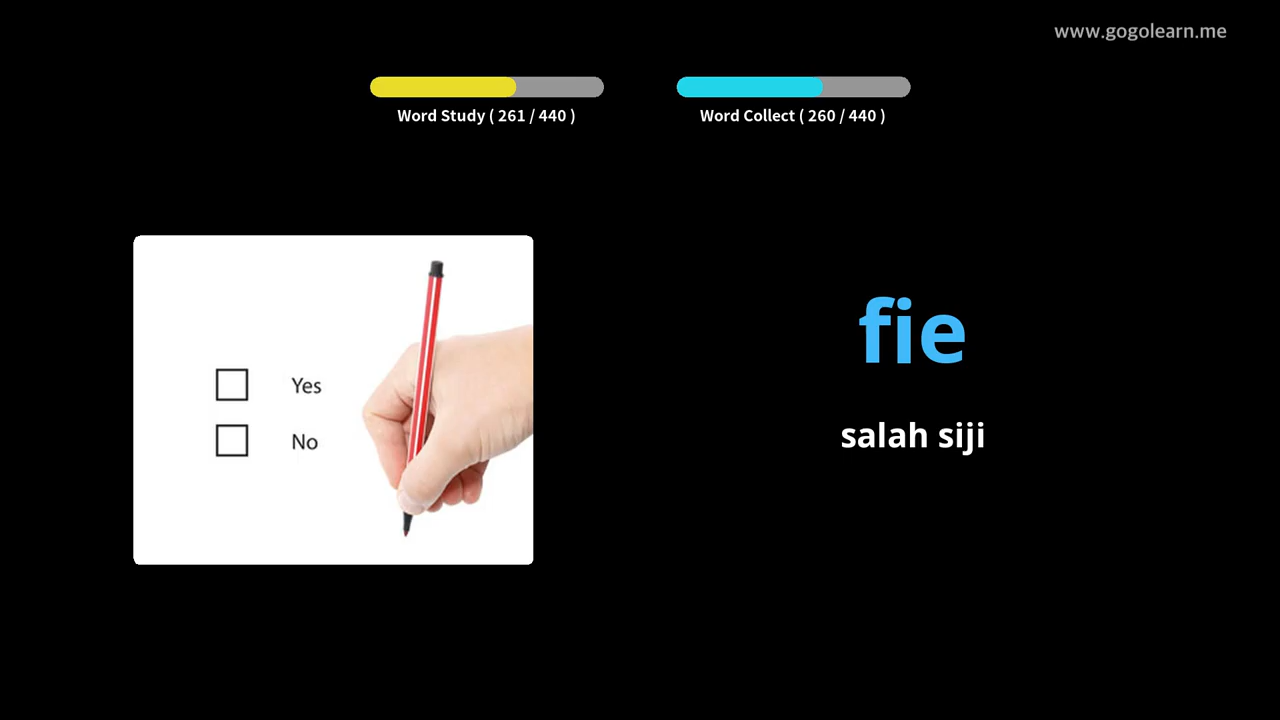 www.gogolearn.me
Word Study ( 261 / 440 )
Word Collect ( 260 / 440 )
Yes
No
fie
salah siji